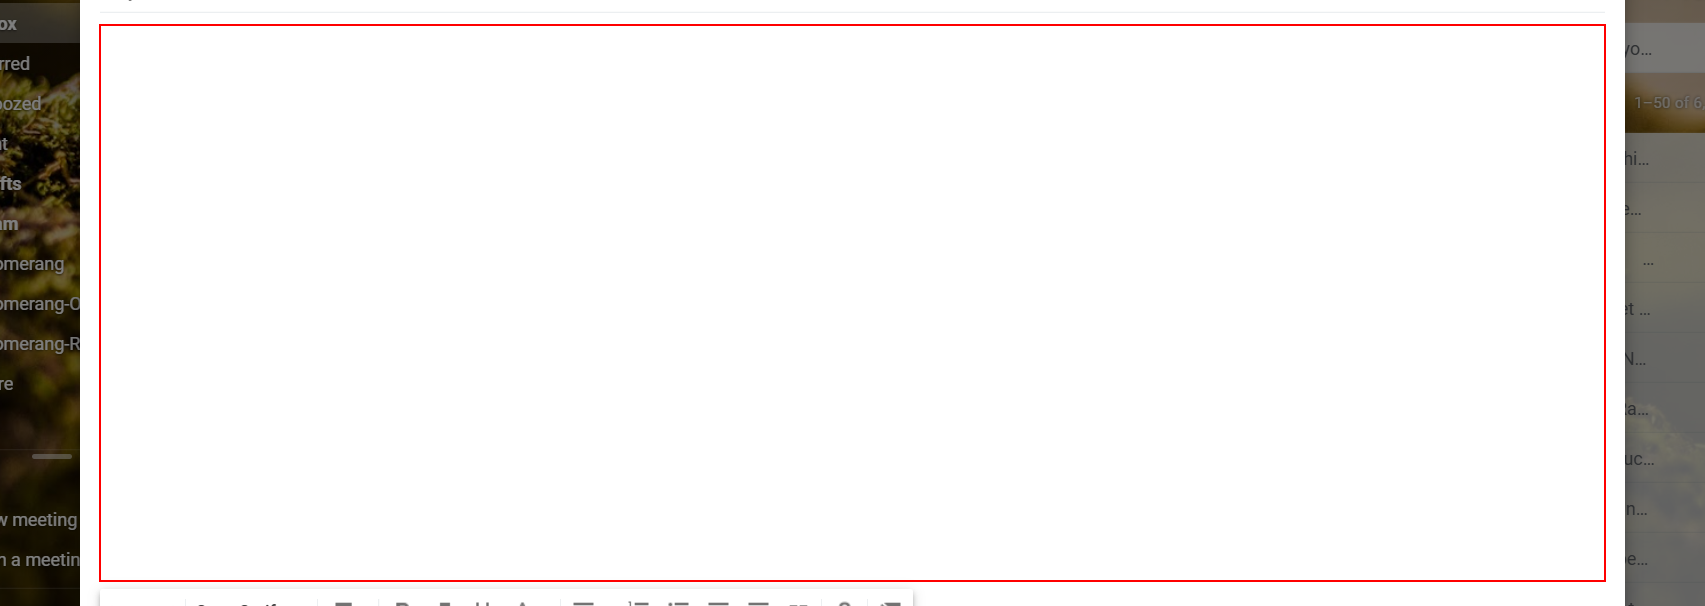 ox
rred
oozed
nt
fts
am
omerang
omerang-O
omerang-R
re
w meeting
n a meetin
yo...
1–50 of 6
hi...
e...
...
et ...
N...
a...
uc...
n...
e...